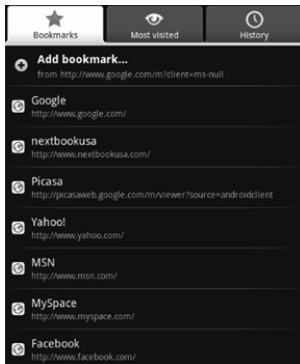 Bookmarks
Most visited
History
Add bookmark...
from http://www.google.com/m?client=ms-null
Google
http://www.google.com/
nextbookusa
http://www.nextbookusa.com/
Picasa
http://picasaweb.google.com/m/viewer?source=androidclient
Yahoo!
http://www.yahoo.com/
MSN
http://www.msn.com/
MySpace
http://www.myspace.com/
Facebook
http://www.facebook.com/